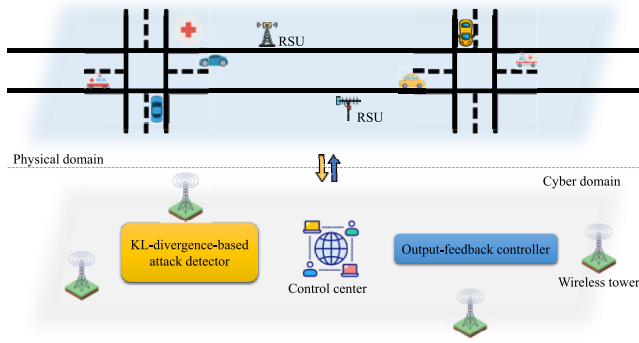 RSU
RSU
Physical domain
Cyber domain
KL-divergence-based
attack detector
Output-feedback controller
Control center
Wireless tower